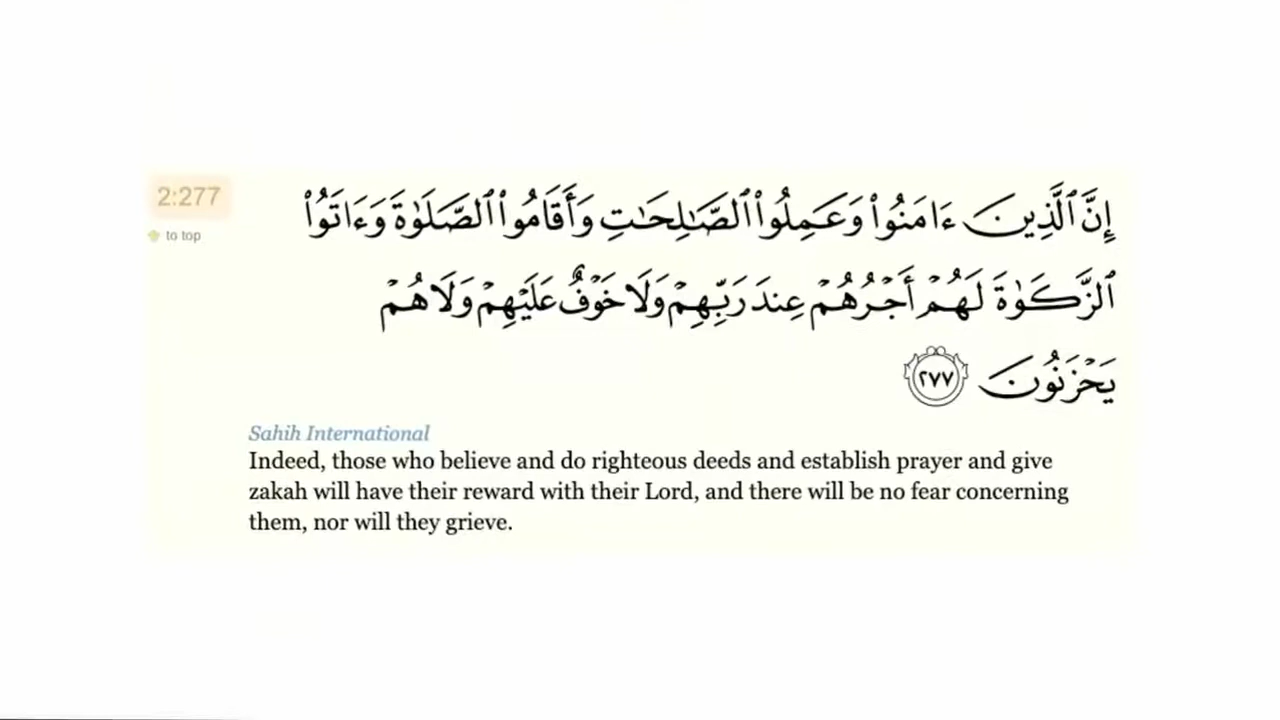 2:277
إِنَّ ٱلَّذِينَ ءَامَنُوا۟ وَعَمِلُوا۟ ٱلصَّـٰلِحَـٰتِ وَأَقَامُوا۟ ٱلصَّلَوٰةَ وَءَاتَوُا۟
to top
ٱلزَّكَوٰةَ لَهُمْ أَجْرُهُمْ عِندَ رَبِّهِمْ وَلَا خَوْفٌ عَلَيْهِمْ وَلَا هُمْ
يَحْزَنُونَ ٢٧٧
Sahih International
Indeed, those who believe and do righteous deeds and establish prayer and give
zakah will have their reward with their Lord, and there will be no fear concerning
them, nor will they grieve.